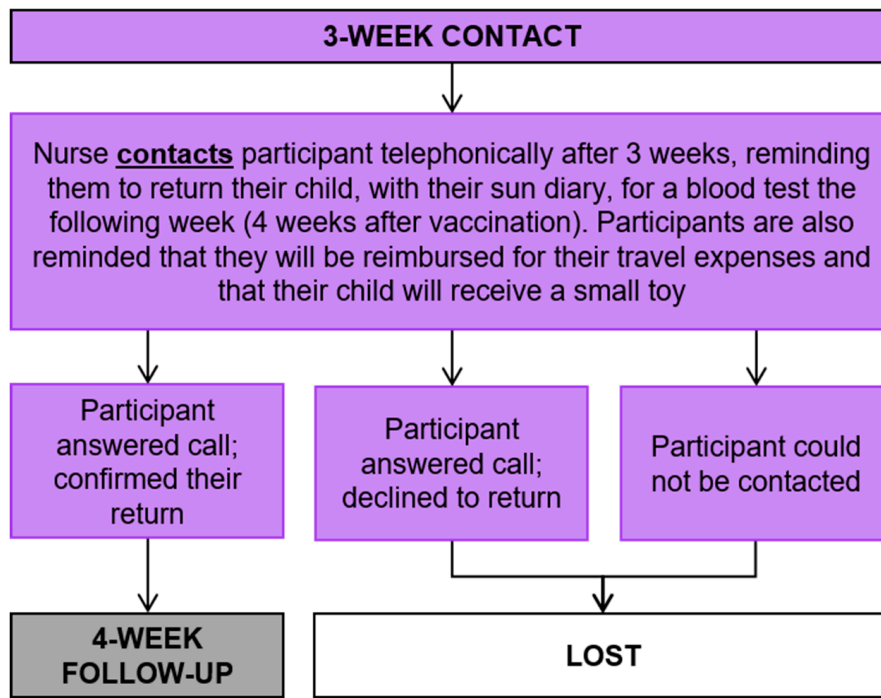 3-WEEK CONTACT
Nurse contacts participant telephonically after 3 weeks, reminding
them to return their child, with their sun diary, for a blood test the
following week (4 weeks after vaccination). Participants are also
reminded that they will be reimbursed for their travel expenses and
that their child will receive a small toy
Participant
answered call;
confirmed their
return
Participant
answered call;
declined to return
Participant could
not be contacted
4-WEEK
FOLLOW-UP
LOST